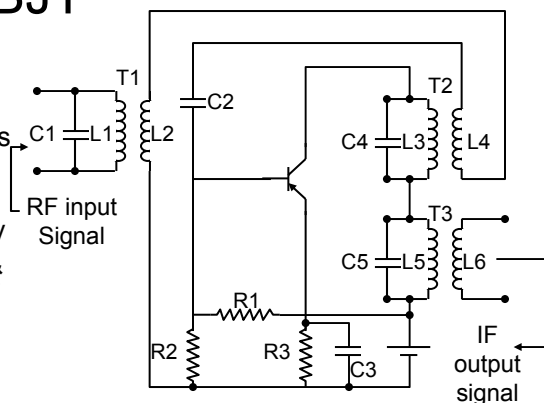 BJT
T1
C1
L1
L2
C2
T2
C4
L3
L4
s
RF input
Signal
T3
C5
L5
L6
R1
R2
R3
C3
IF
output
signal